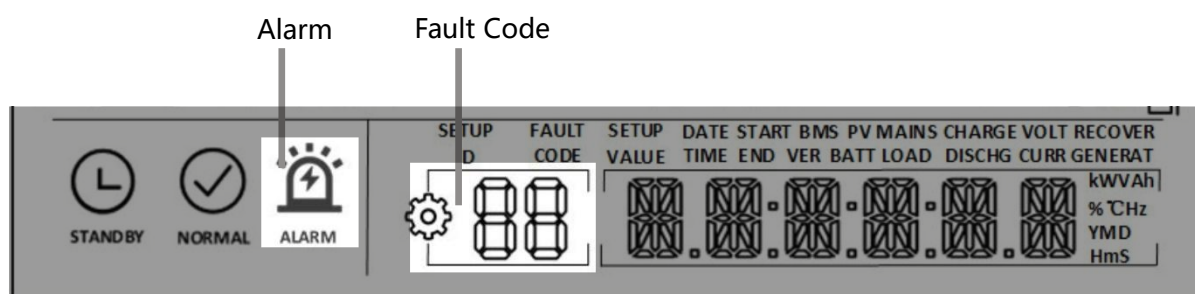 Alarm Fault Code
SETUP FAULT SETUP DATE START BMS PV MAINS CHARGE VOLT RECOVER
D CODE VALUE TIME END VER BATT LOAD DISCHG CURR GENERAT
kWVAh
88
% ℃Hz
STANDBY NORMAL ALARM
YMD
HmS